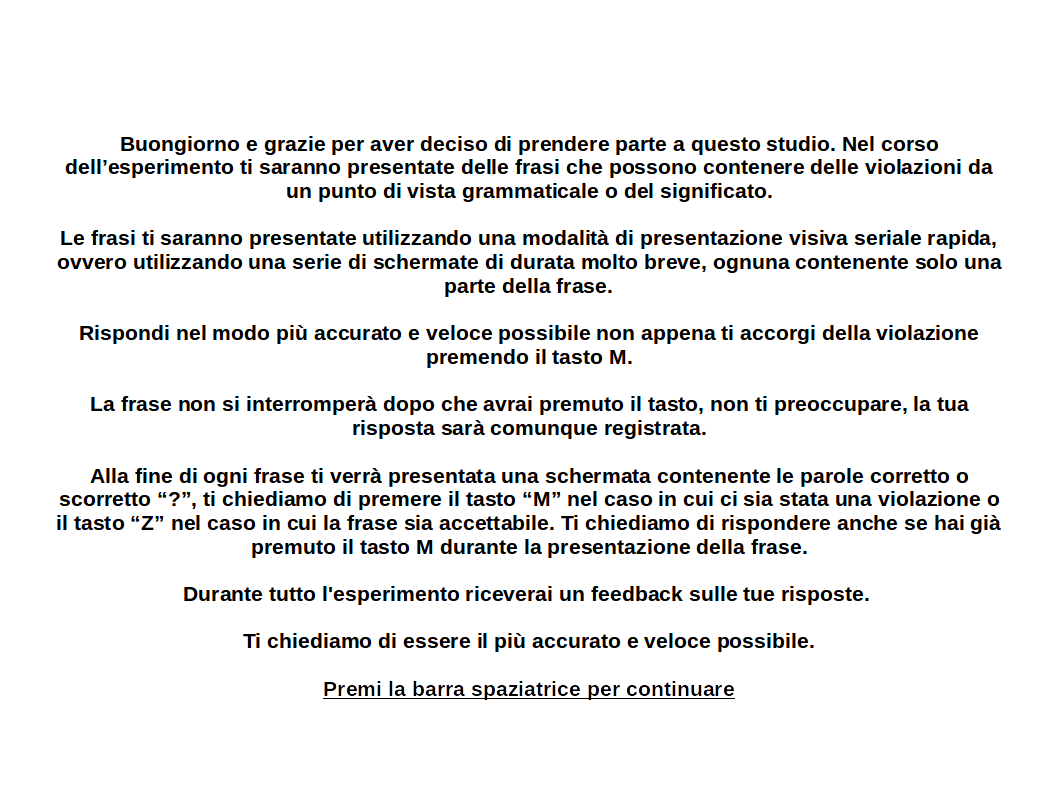 Buongiorno e grazie per aver deciso di prendere parte a questo studio. Nel corso
dell’esperimento ti saranno presentate delle frasi che possono contenere delle violazioni da
un punto di vista grammaticale o del significato.
Le frasi ti saranno presentate utilizzando una modalità di presentazione visiva seriale rapida,
ovvero utilizzando una serie di schermate di durata molto breve, ognuna contenente solo una
parte della frase.
Rispondi nel modo più accurato e veloce possibile non appena ti accorgi della violazione
premendo il tasto M.
La frase non si interromperà dopo che avrai premuto il tasto, non ti preoccupare, la tua
risposta sarà comunque registrata.
Alla fine di ogni frase ti verrà presentata una schermata contenente le parole corretto o
scorretto “?”, ti chiediamo di premere il tasto “M” nel caso in cui ci sia stata una violazione o
il tasto “Z” nel caso in cui la frase sia accettabile. Ti chiediamo di rispondere anche se hai già
premuto il tasto M durante la presentazione della frase.
Durante tutto l'esperimento riceverai un feedback sulle tue risposte.
Ti chiediamo di essere il più accurato e veloce possibile.
Premi la barra spaziatrice per continuare